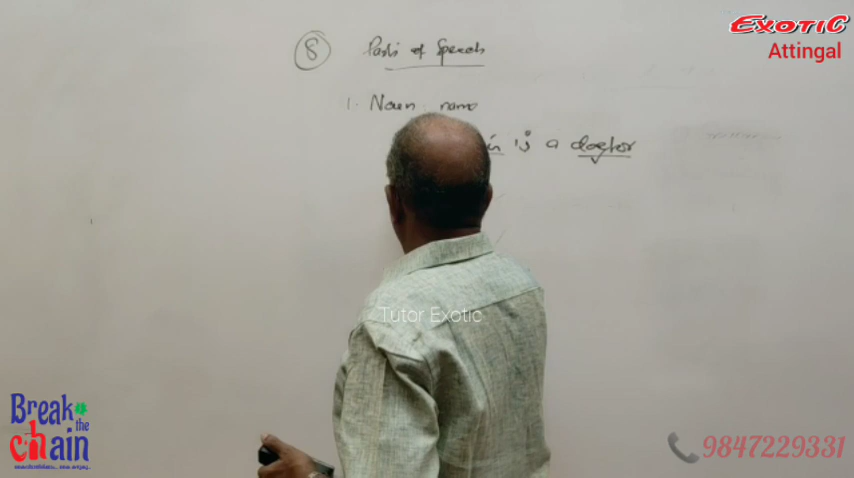 EXOTIC
Attingal
8 Parts of Speech
1. Noun: name
is a doctor
Tutor Exotic
Break
the
chain
9847229331